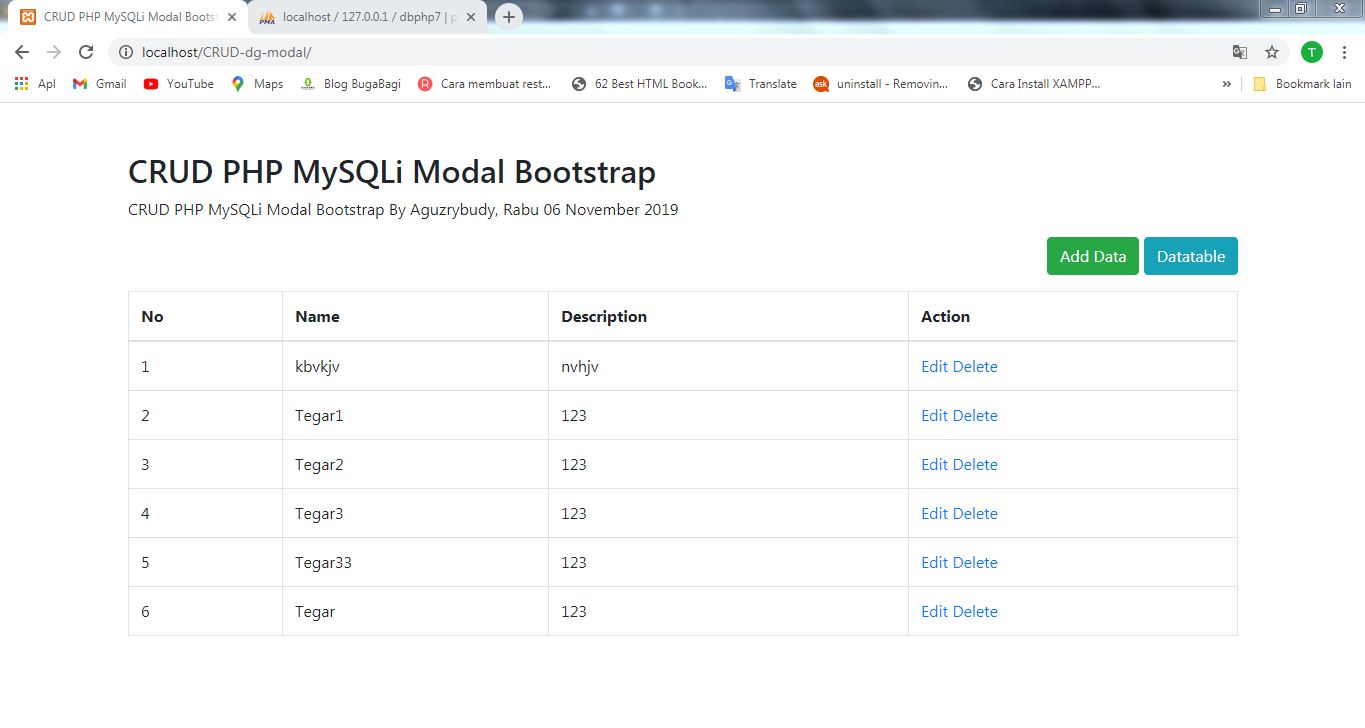 CRUD PHP MySQLi Modal Bootst
localhost / 127.0.0.1 / dbphp7 | p
localhost/CRUD-dg-modal/
T
Apl Gmail YouTube Maps Blog BugaBagi Cara membuat rest... 62 Best HTML Book... Translate uninstall - Removin... Cara Install XAMPP... » Bookmark lain
CRUD PHP MySQLi Modal Bootstrap
CRUD PHP MySQLi Modal Bootstrap By Aguzrybudy, Rabu 06 November 2019
Add Data Datatable
No Name Description Action
1 kbvkjv nvhjv Edit Delete
2 Tegar1 123 Edit Delete
3 Tegar2 123 Edit Delete
4 Tegar3 123 Edit Delete
5 Tegar33 123 Edit Delete
6 Tegar 123 Edit Delete